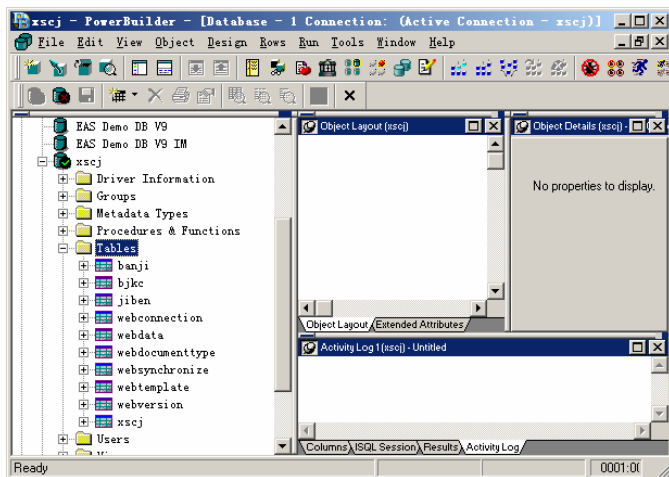 xscj - PowerBuilder - [Database - 1 Connection: (Active Connection - xscj)]
File Edit View Object Design Rows Run Tools Window Help
EAS Demo DB V9
EAS Demo DB V9 IM
xscj
Driver Information
Groups
Metadata Types
Procedures & Functions
Tables
banji
bjkc
jiben
webconnection
webdata
webdocumenttype
websynchronize
webtemplate
webversion
xscj
Users
Object Layout (xscj)
Object Layout Extended Attributes
Object Details (xscj) -
No properties to display.
Activity Log 1 (xscj) - Untitled
Columns ISQL Session Results Activity Log
Ready
0001:0(